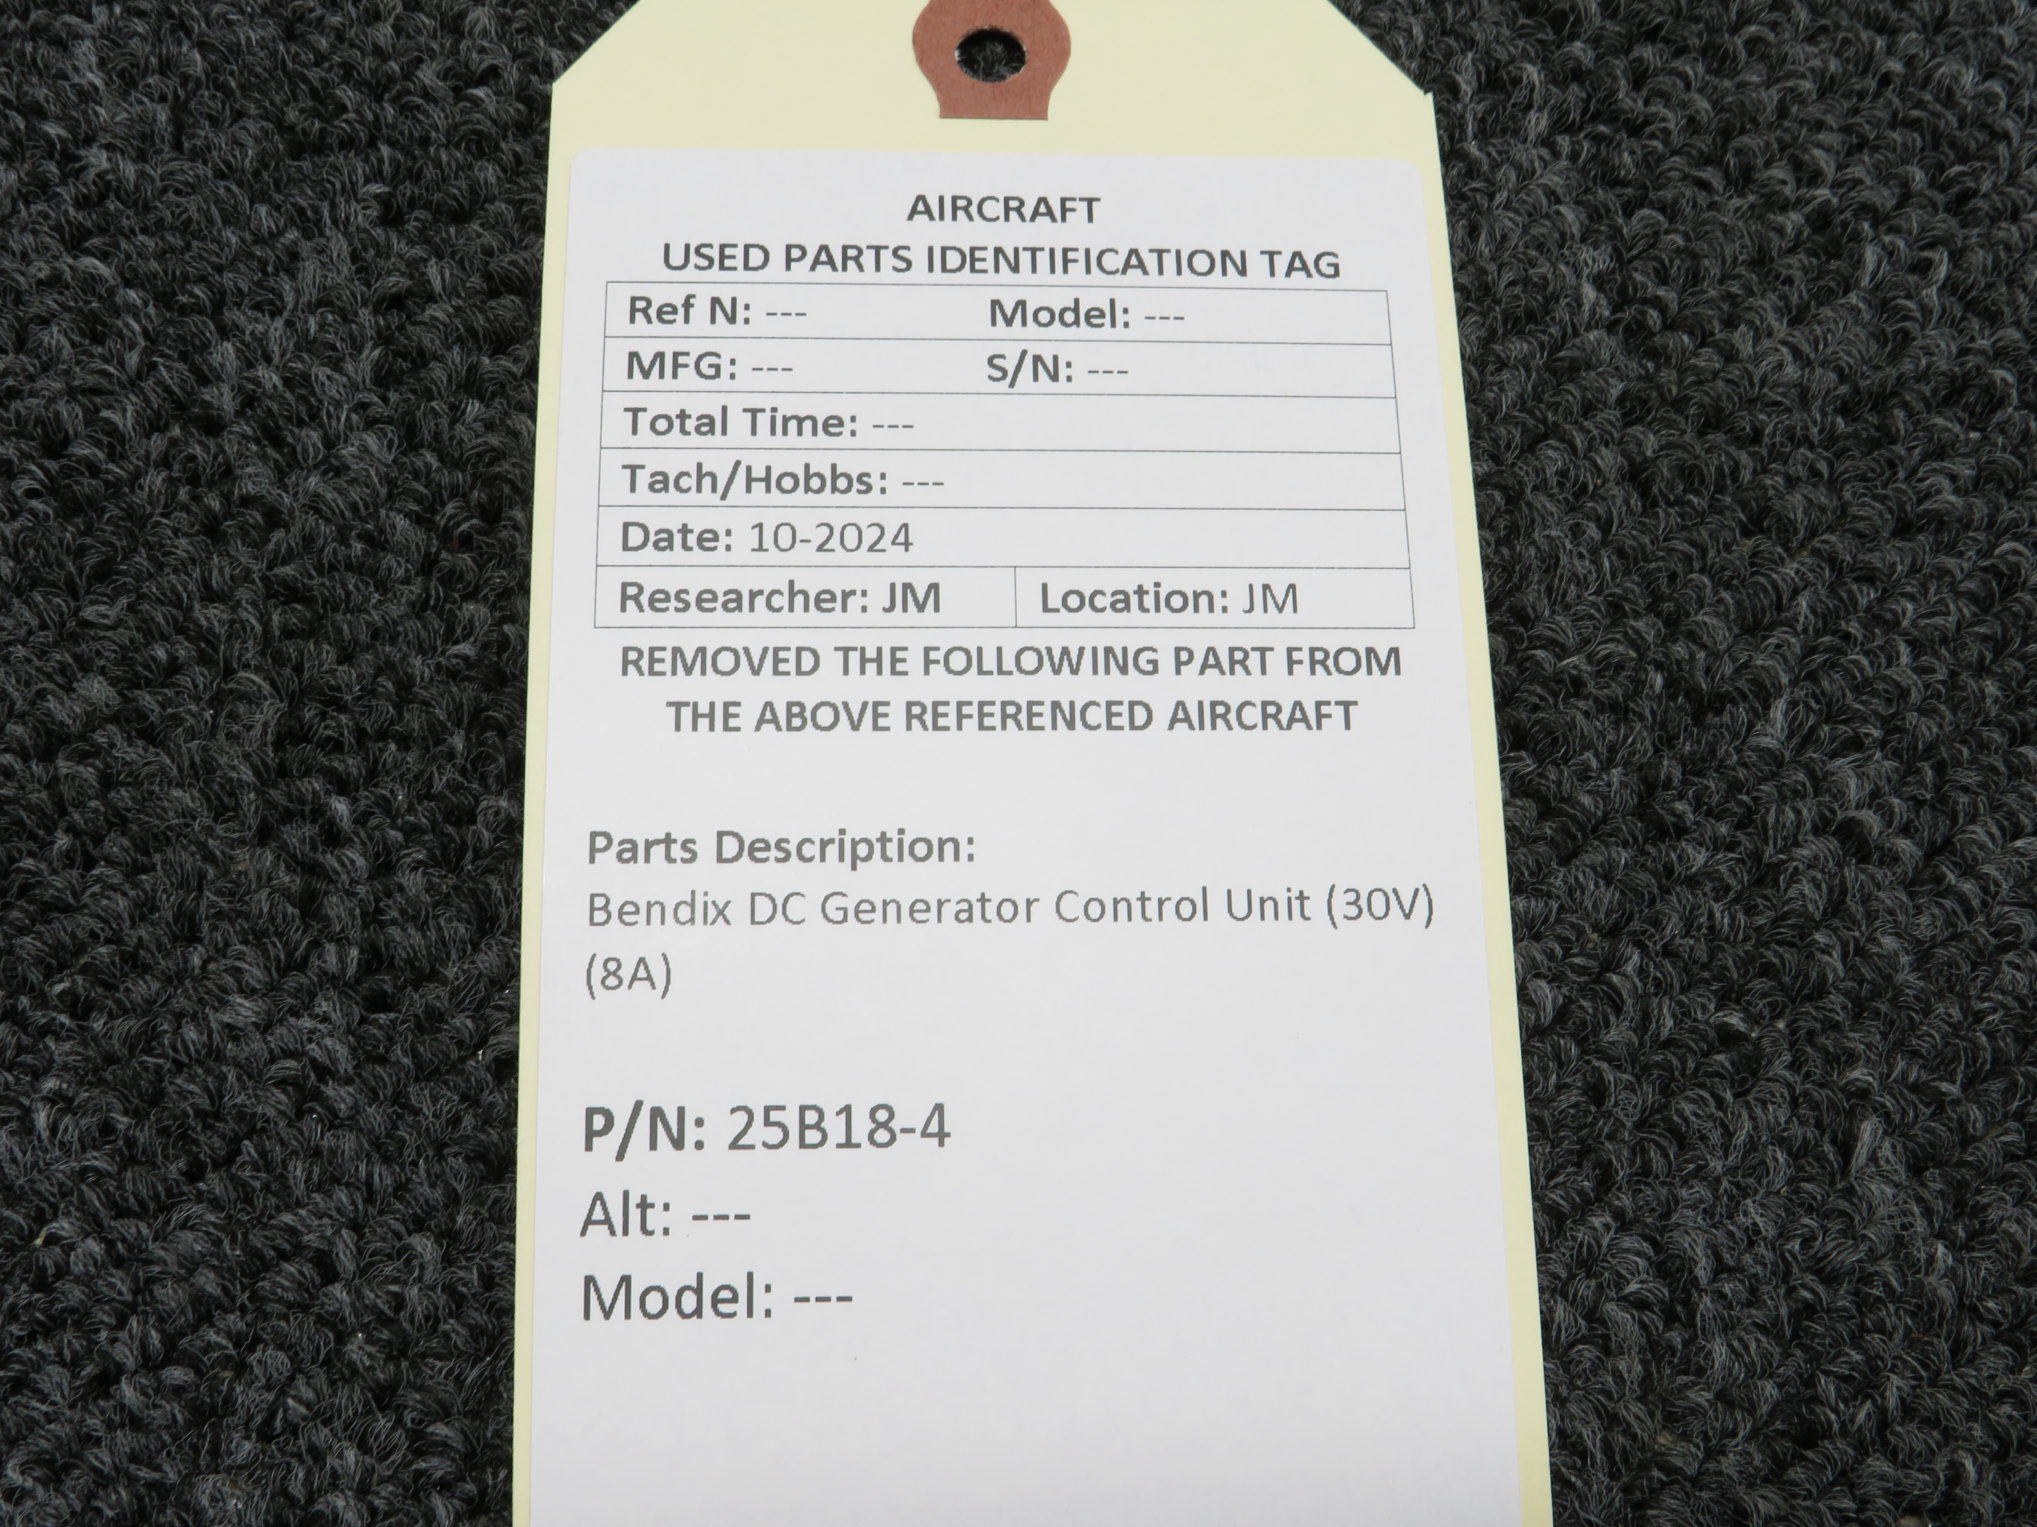 AIRCRAFT
USED PARTS IDENTIFICATION TAG
Ref N: --- Model: ---
MFG: --- S/N: ---
Total Time: ---
Tach/Hobbs: ---
Date: 10-2024
Researcher: JM Location: JM
REMOVED THE FOLLOWING PART FROM
THE ABOVE REFERENCED AIRCRAFT
Parts Description:
Bendix DC Generator Control Unit (30V)
(8A)
P/N: 25B18-4
Alt: ---
Model: ---